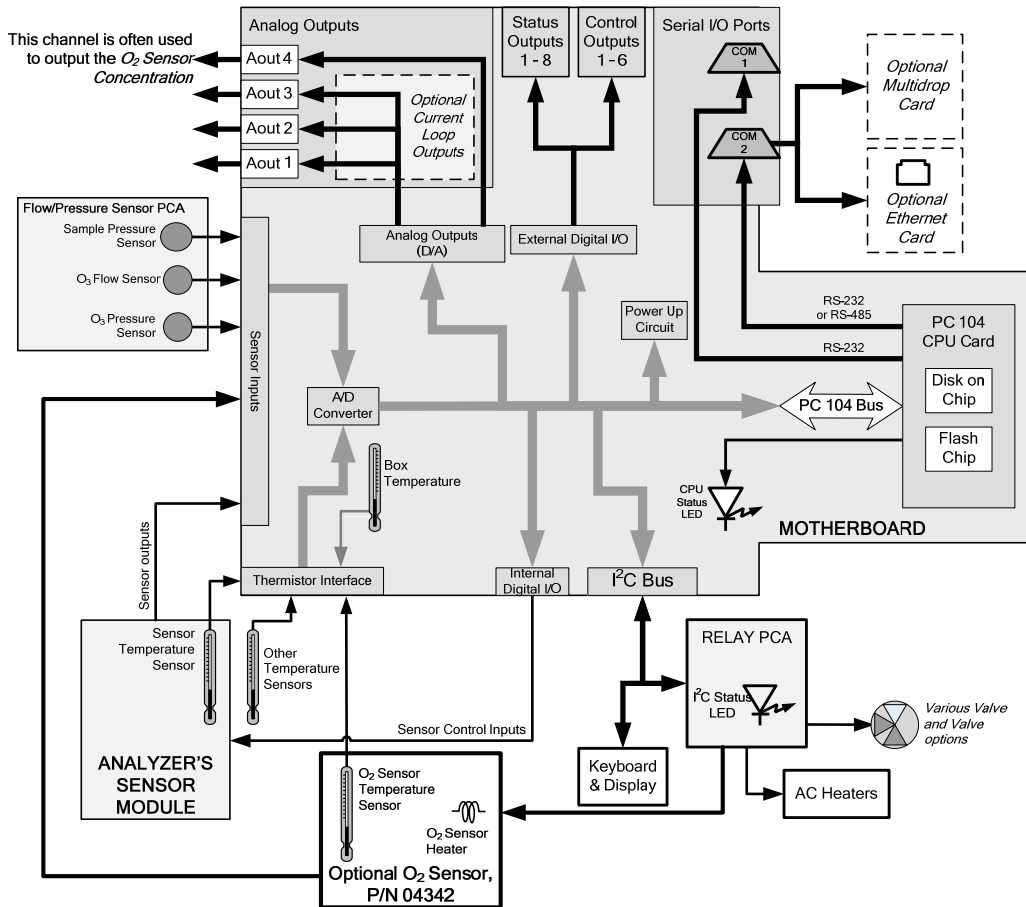 Analog Outputs
Status
Outputs
1 - 8
Control
Outputs
1 - 6
Serial I/O Ports
This channel is often used
to output the O2 Sensor
Concentration
Aout 4
Aout 3
Aout 2
Aout 1
Optional
Current
Loop
Outputs
COM
1
COM
2
Optional
Multidrop
Card
Optional
Ethernet
Card
Flow/Pressure Sensor PCA
Sample Pressure
Sensor
O3 Flow Sensor
O3 Pressure
Sensor
Sensor Inputs
Analog Outputs
(D/A)
External Digital I/O
Power Up
Circuit
RS-232
or RS-485
RS-232
PC 104
CPU Card
Disk on
Chip
Flash
Chip
A/D
Converter
PC 104 Bus
Box
Temperature
CPU
Status
LED
MOTHERBOARD
Sensor outputs
Thermistor Interface
Internal
Digital I/O
I2C Bus
Sensor
Temperature
Sensor
Other
Temperature
Sensors
ANALYZER'S
SENSOR
MODULE
Sensor Control Inputs
RELAY PCA
I2C Status
LED
Various Valve
and Valve
options
Keyboard
& Display
AC Heaters
O2 Sensor
Temperature
Sensor
O2 Sensor
Heater
Optional O2 Sensor,
P/N 04342